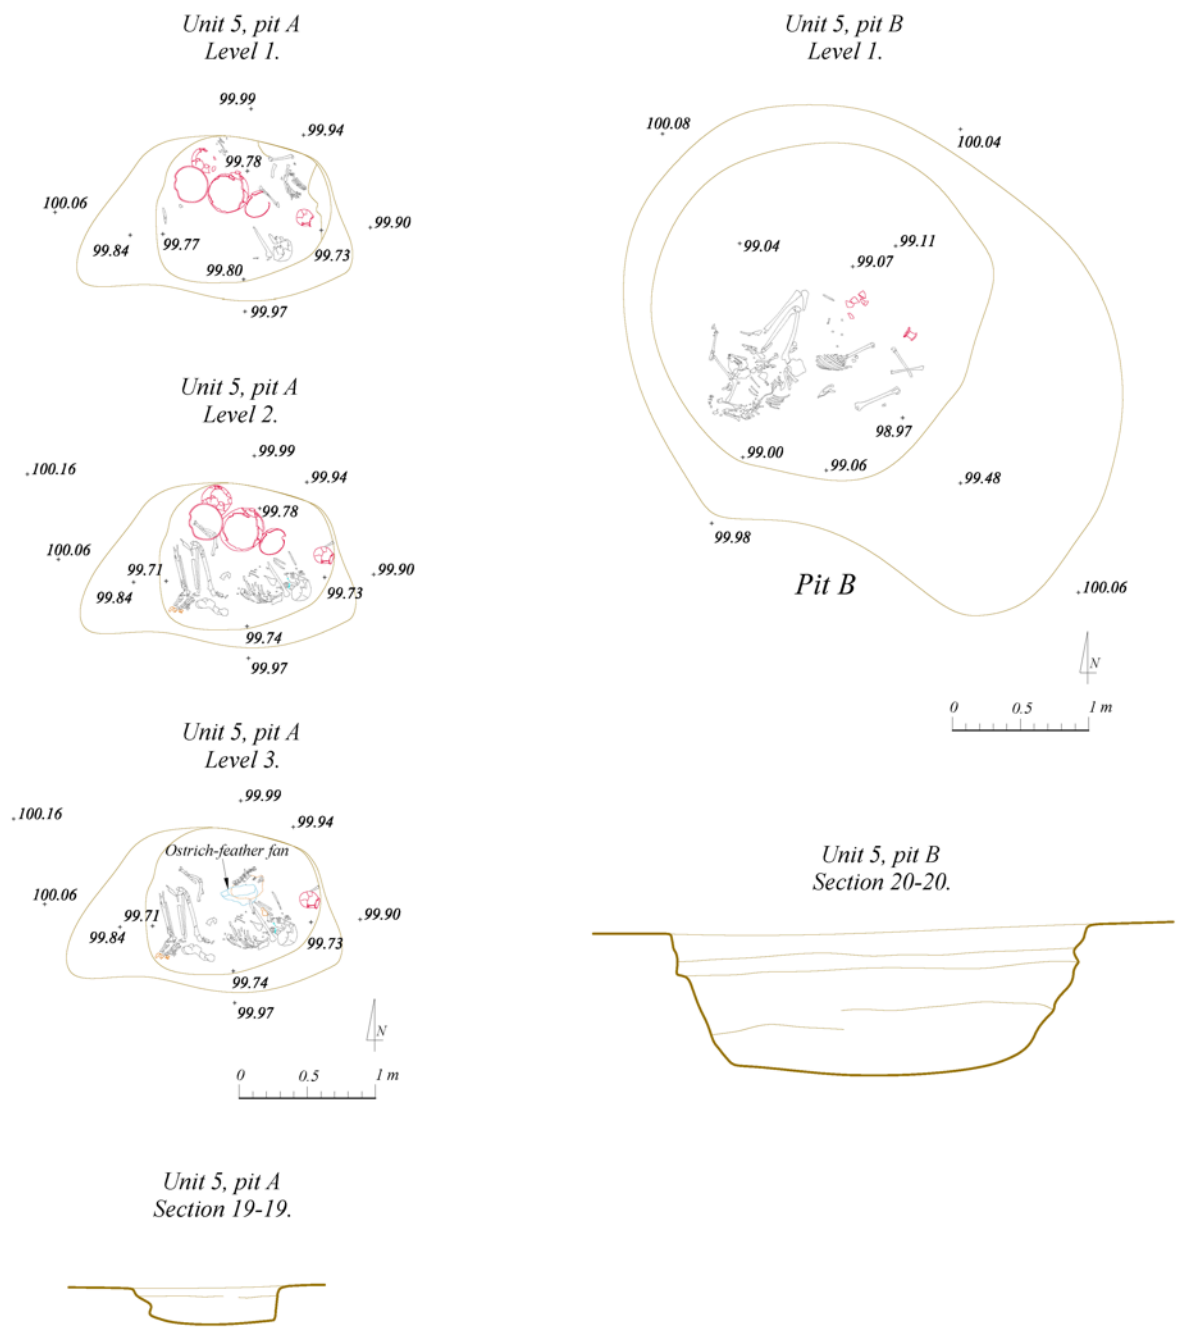 Unit 5, pit A
Level 1.
99.99
99.94
99.78
100.06
99.90
99.84
99.77
99.73
99.80
99.97
Unit 5, pit A
Level 2.
99.99
100.16
99.94
99.78
100.06
99.71
99.90
99.84
99.73
99.74
99.97
Unit 5, pit A
Level 3.
99.99
100.16
99.94
Ostrich-feather fan
100.06
99.71
99.90
99.84
99.73
99.74
99.97
N
0 0.5 1 m
Unit 5, pit A
Section 19-19.
Unit 5, pit B
Level 1.
100.08
100.04
99.04
99.11
99.07
98.97
99.00
99.06
99.48
99.98
Pit B
100.06
N
0 0.5 1 m
Unit 5, pit B
Section 20-20.